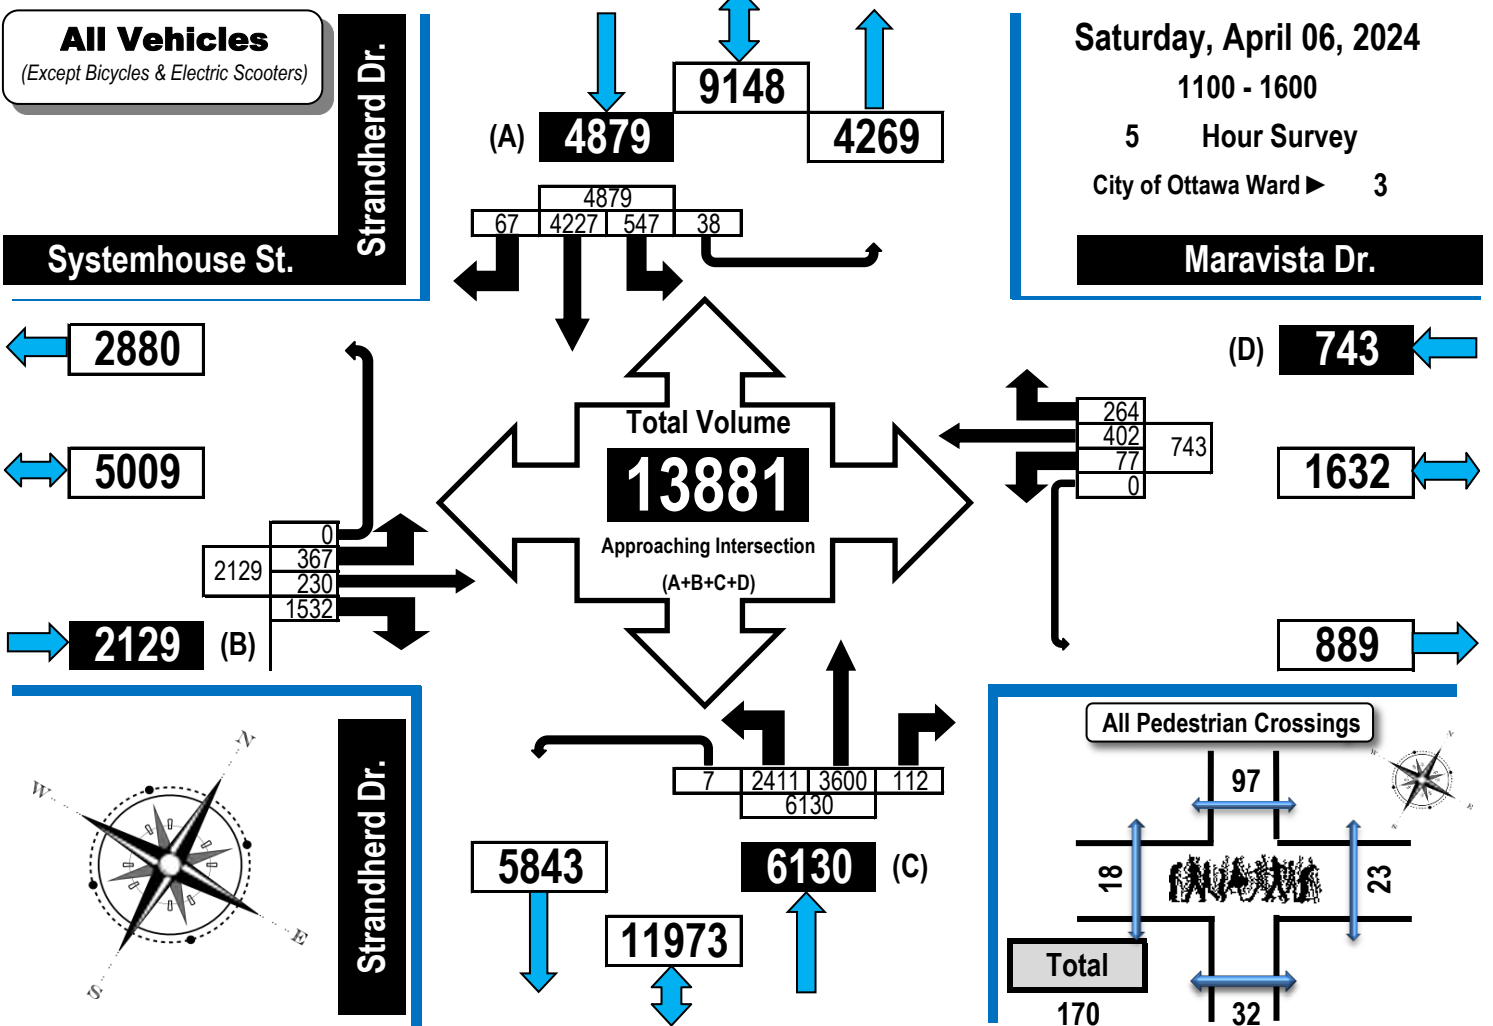 All Vehicles
(Except Bicycles & Electric Scooters)
Strandherd Dr.
Systemhouse St.
9148
(A) 4879
4269
4879
67 4227 547 38
Saturday, April 06, 2024
1100 - 1600
5 Hour Survey
City of Ottawa Ward ► 3
Maravista Dr.
2880
5009
0
367
230
1532
2129
2129 (B)
Total Volume
13881
Approaching Intersection
(A+B+C+D)
(D) 743
264
402
77
0
743
1632
889
N
W
E
S
Strandherd Dr.
7 2411 3600 112
6130
5843
6130 (C)
11973
All Pedestrian Crossings
N
W
E
S
97
18
23
32
Total
170